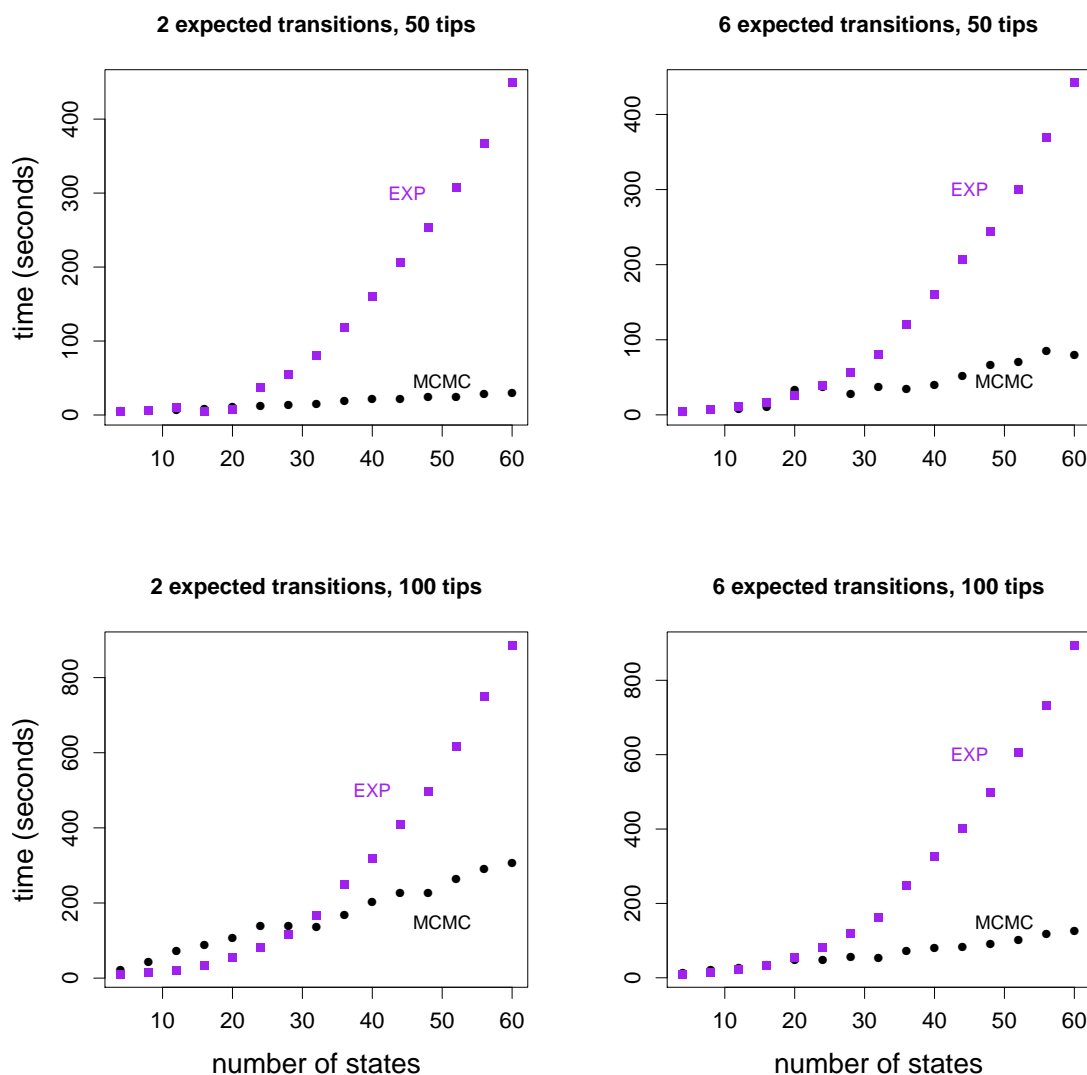 2 expected transitions, 50 tips
time (seconds)
0 100 200 300 400
EXP
MCMC
10 20 30 40 50 60
6 expected transitions, 50 tips
0 100 200 300 400
EXP
MCMC
10 20 30 40 50 60
2 expected transitions, 100 tips
time (seconds)
0 200 400 600 800
EXP
MCMC
10 20 30 40 50 60
number of states
6 expected transitions, 100 tips
0 200 400 600 800
EXP
MCMC
10 20 30 40 50 60
number of states